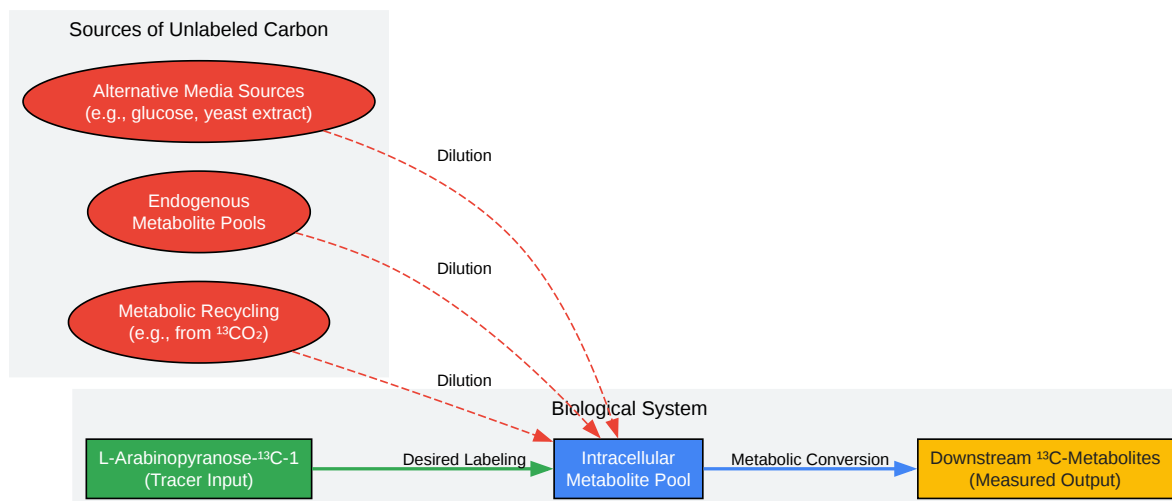 Sources of Unlabeled Carbon
Alternative Media Sources
(e.g., glucose, yeast extract)
Dilution
Endogenous
Metabolite Pools
Dilution
Metabolic Recycling
(e.g., from ¹³CO₂)
Dilution
Biological System
L-Arabinopyranose-¹³C-1
(Tracer Input)
Desired Labeling
Intracellular
Metabolite Pool
Metabolic Conversion
Downstream ¹³C-Metabolites
(Measured Output)